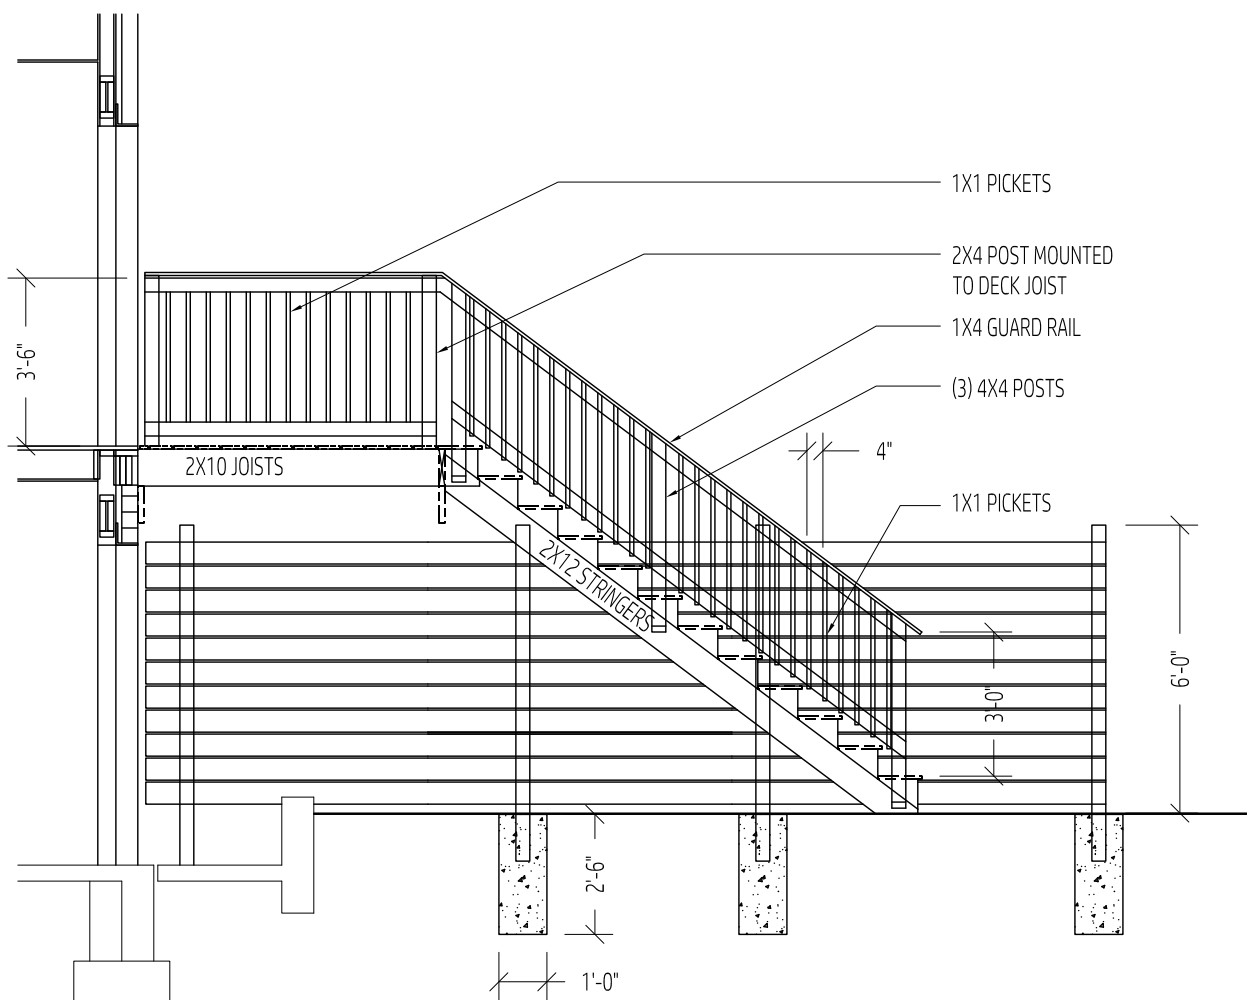 1X1 PICKETS
2X4 POST MOUNTED
TO DECK JOIST
1X4 GUARD RAIL
3'-6"
(3) 4X4 POSTS
4"
2X10 JOISTS
1X1 PICKETS
2X12 STRINGERS
6'-0"
3'-0"
2'-6"
1'-0"